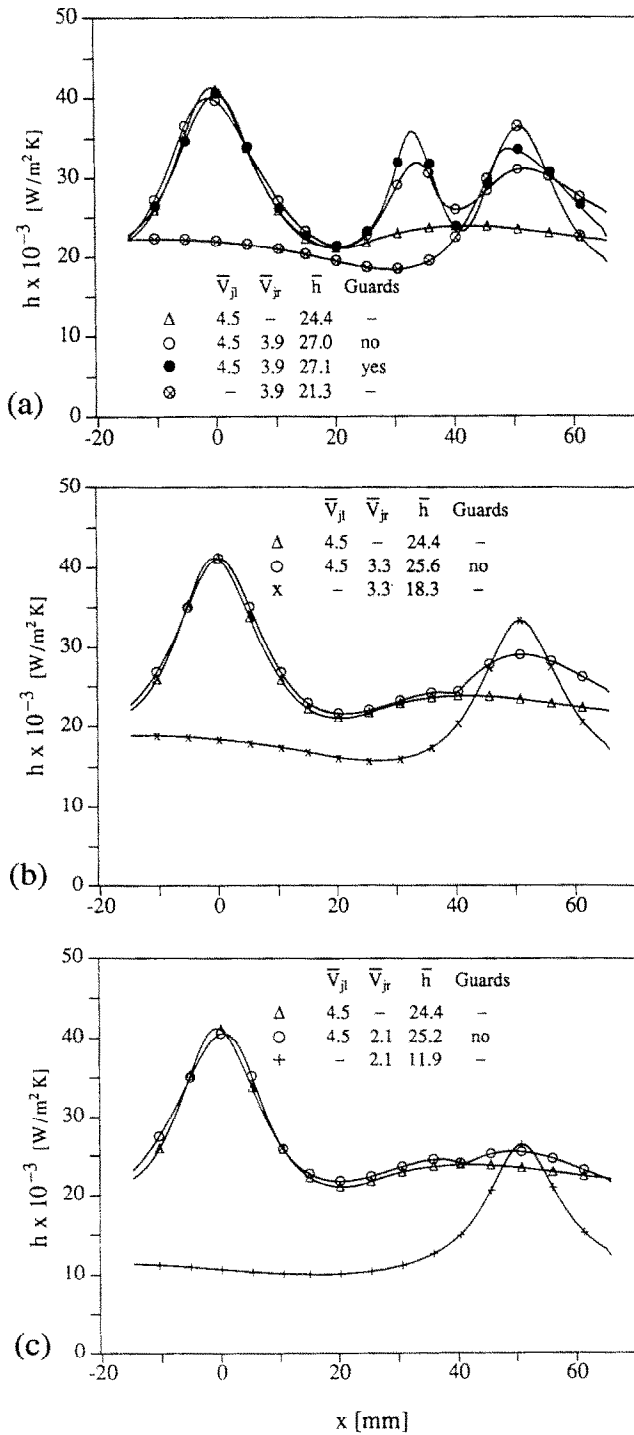 50
40
30
20
10
0
h x 10⁻³ [W/m² K]
V̄jl V̄jr h̄ Guards
△ 4.5 – 24.4 –
○ 4.5 3.9 27.0 no
● 4.5 3.9 27.1 yes
⊗ – 3.9 21.3 –
(a)
-20 0 20 40 60
50
40
30
20
10
0
h x 10⁻³ [W/m² K]
V̄jl V̄jr h̄ Guards
△ 4.5 – 24.4 –
○ 4.5 3.3 25.6 no
x – 3.3 18.3 –
(b)
-20 0 20 40 60
50
40
30
20
10
0
h x 10⁻³ [W/m² K]
V̄jl V̄jr h̄ Guards
△ 4.5 – 24.4 –
○ 4.5 2.1 25.2 no
+ – 2.1 11.9 –
(c)
-20 0 20 40 60
x [mm]